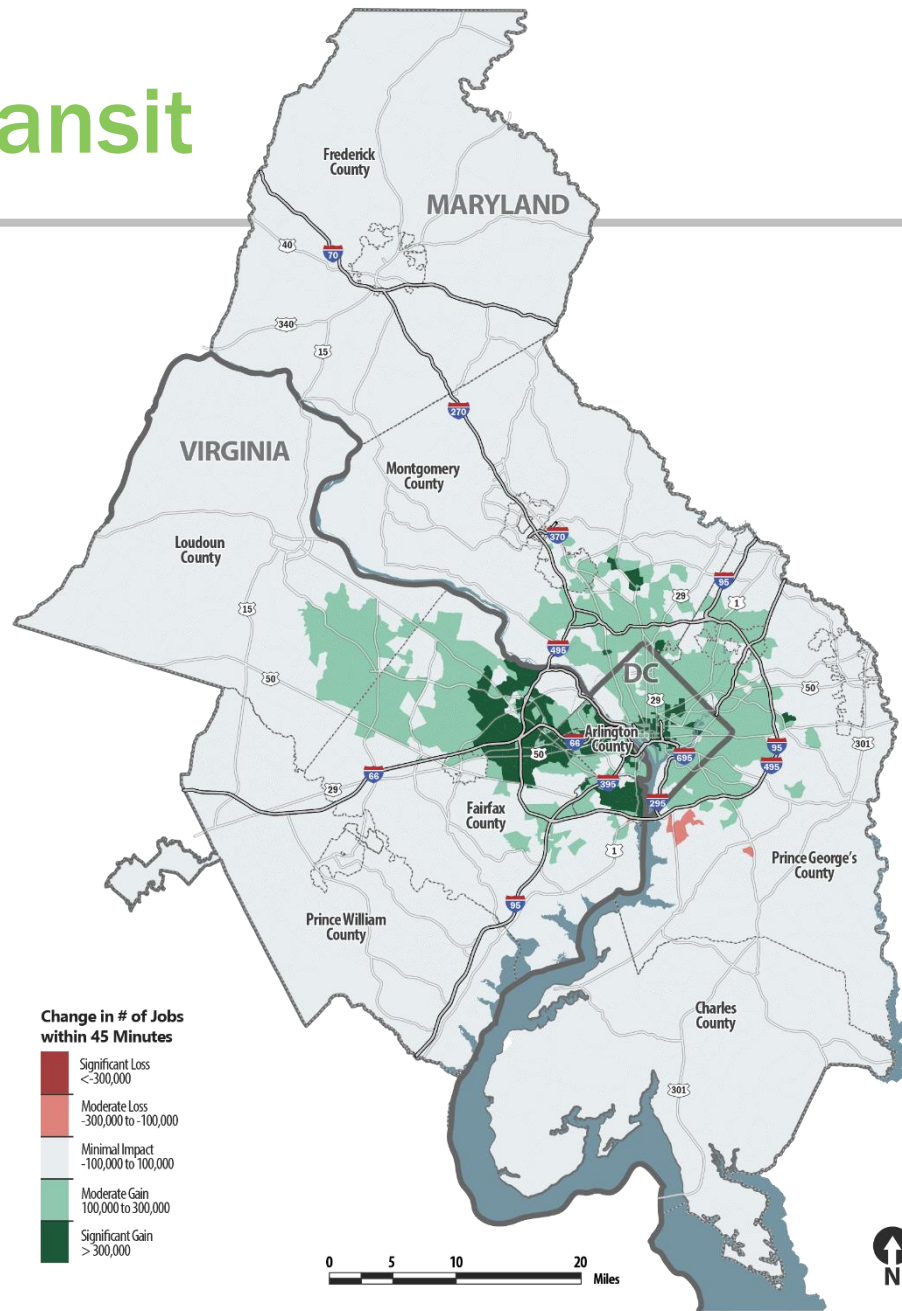 ansit
Frederick
County
MARYLAND
40
70
340
15
270
VIRGINIA
Montgomery
County
Loudoun
County
370
95
29
1
15
495
50
DC
50
29
Arlington
County
301
66
50
95
695
495
66
395
29
295
Fairfax
County
1
Prince George's
County
95
Prince William
County
Charles
County
301
Change in # of Jobs
within 45 Minutes
Significant Loss
<-300,000
Moderate Loss
-300,000 to -100,000
Minimal Impact
-100,000 to 100,000
Moderate Gain
100,000 to 300,000
Significant Gain
> 300,000
0 5 10 20
Miles
N